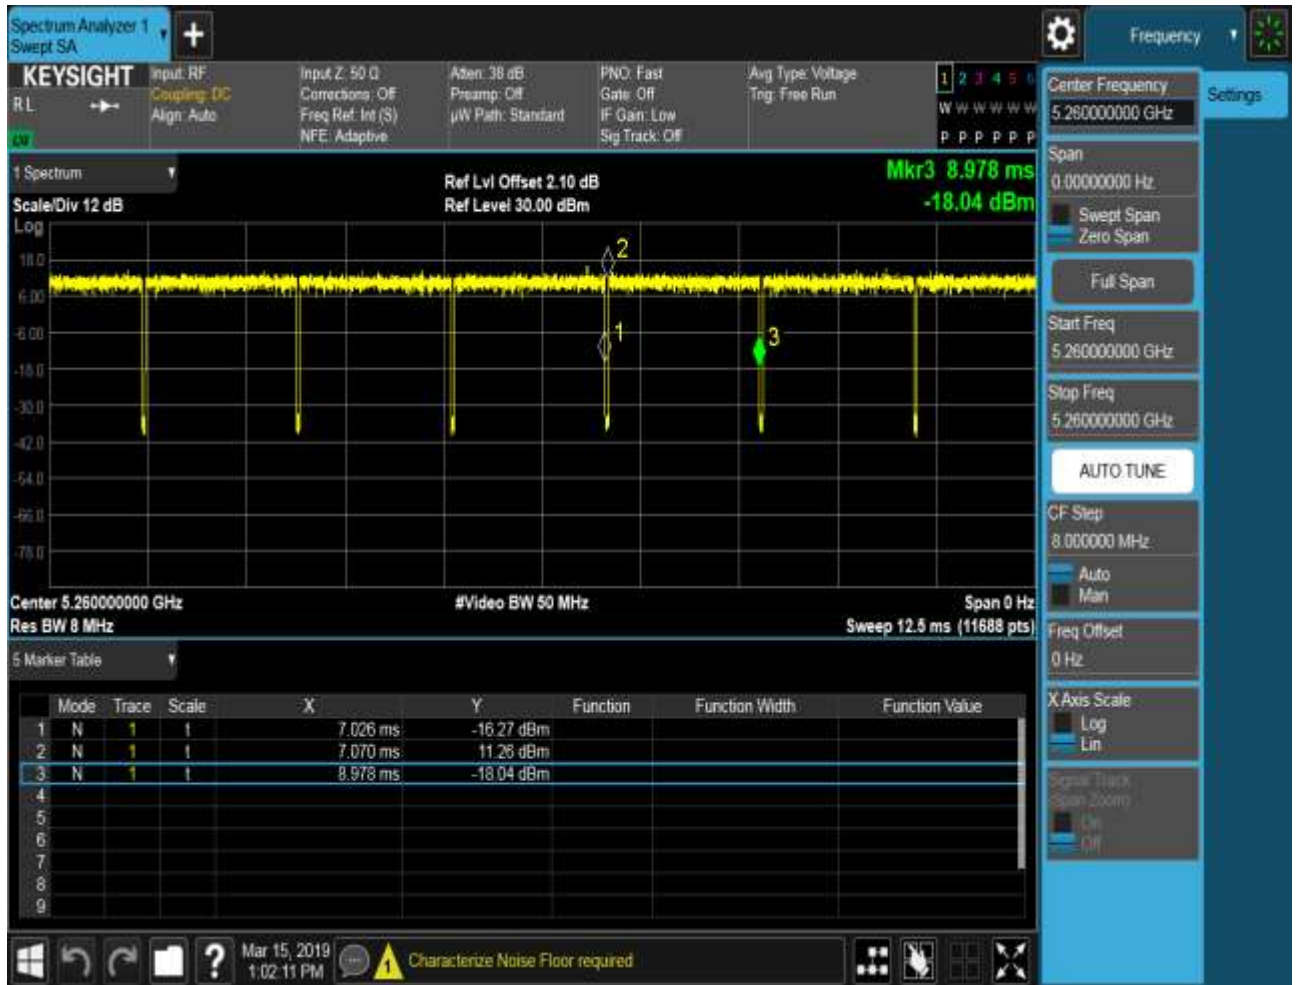 Spectrum Analyzer 1
Swept SA
+
Frequency
KEYSIGHT
RL
Input: RF
Coupling: DC
Align: Auto
Input Z: 50 Ω
Corrections: Off
Freq Ref: Int (S)
NFE: Adaptive
Atten: 38 dB
Preamp: Off
µW Path: Standard
PNO: Fast
Gate: Off
IF Gain: Low
Sig Track: Off
Avg Type: Voltage
Trig: Free Run
1 2 3 4 5 6
W W W W W W
P P P P P P
1 Spectrum
Scale/Div 12 dB
Log
Ref Lvl Offset 2.10 dB
Ref Level 30.00 dBm
Mkr3 8.978 ms
-18.04 dBm
18.0
6.00
-6.00
-18.0
-30.0
-42.0
-54.0
-66.0
-78.0
2
1
3
Center 5.260000000 GHz
#Video BW 50 MHz
Span 0 Hz
Res BW 8 MHz
Sweep 12.5 ms (11688 pts)
5 Marker Table
Mode Trace Scale X Y Function Function Width Function Value
1 N 1 t 7.026 ms -16.27 dBm
2 N 1 t 7.070 ms 11.26 dBm
3 N 1 t 8.978 ms -18.04 dBm
4
5
6
7
8
9
Center Frequency
5.260000000 GHz
Settings
Span
0.00000000 Hz
Swept Span
Zero Span
Full Span
Start Freq
5.260000000 GHz
Stop Freq
5.260000000 GHz
AUTO TUNE
CF Step
8.000000 MHz
Auto
Man
Freq Offset
0 Hz
X Axis Scale
Log
Lin
Signal Track
(Span Zoom)
On
Off
?
Mar 15, 2019
1:02:11 PM
1
Characterize Noise Floor required